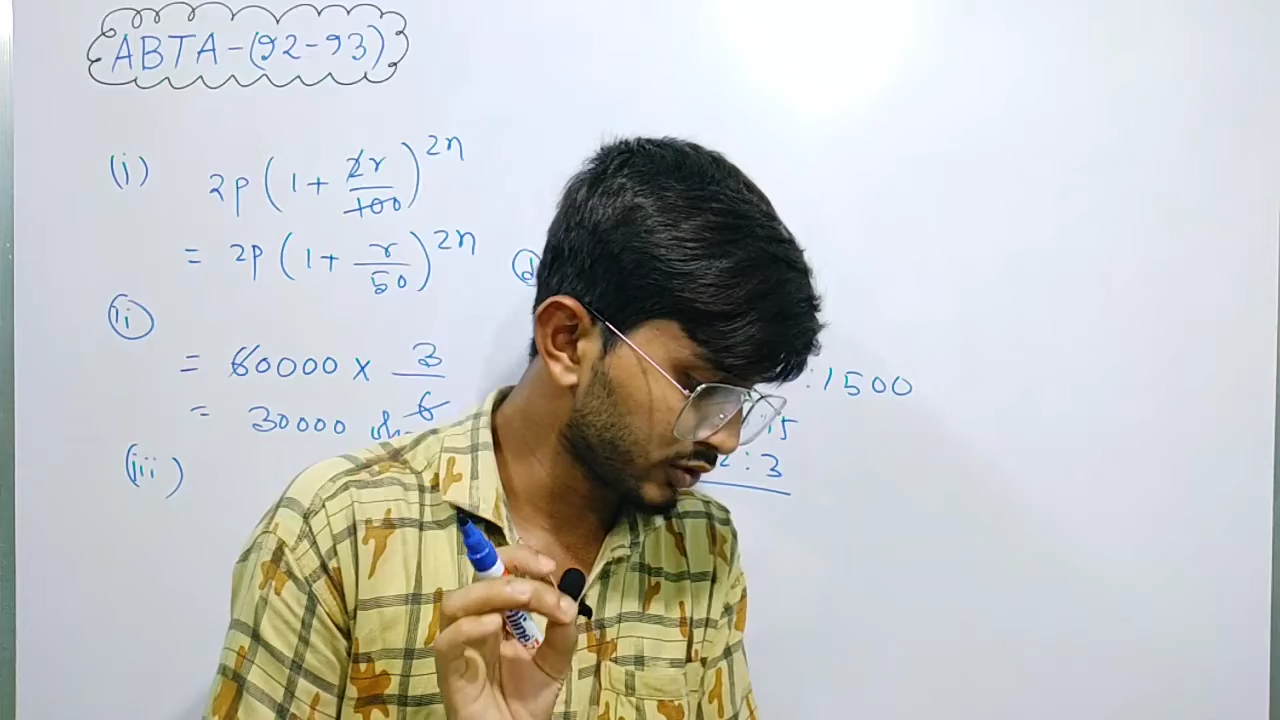 ABTA-(92-93)
(i) 2p(1+2r/100)^2n
= 2p(1+r/50)^2n (d
(ii)
= 60000 x 3/6
= 30000
:1500
15
2:3
(iii)